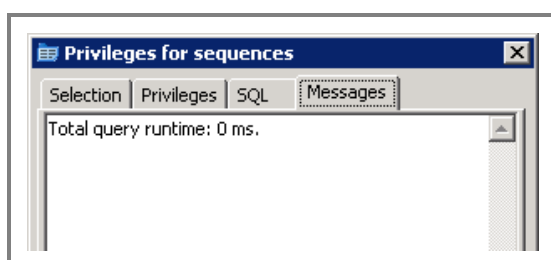 Privileges for sequences
Selection Privileges SQL Messages
Total query runtime: 0 ms.